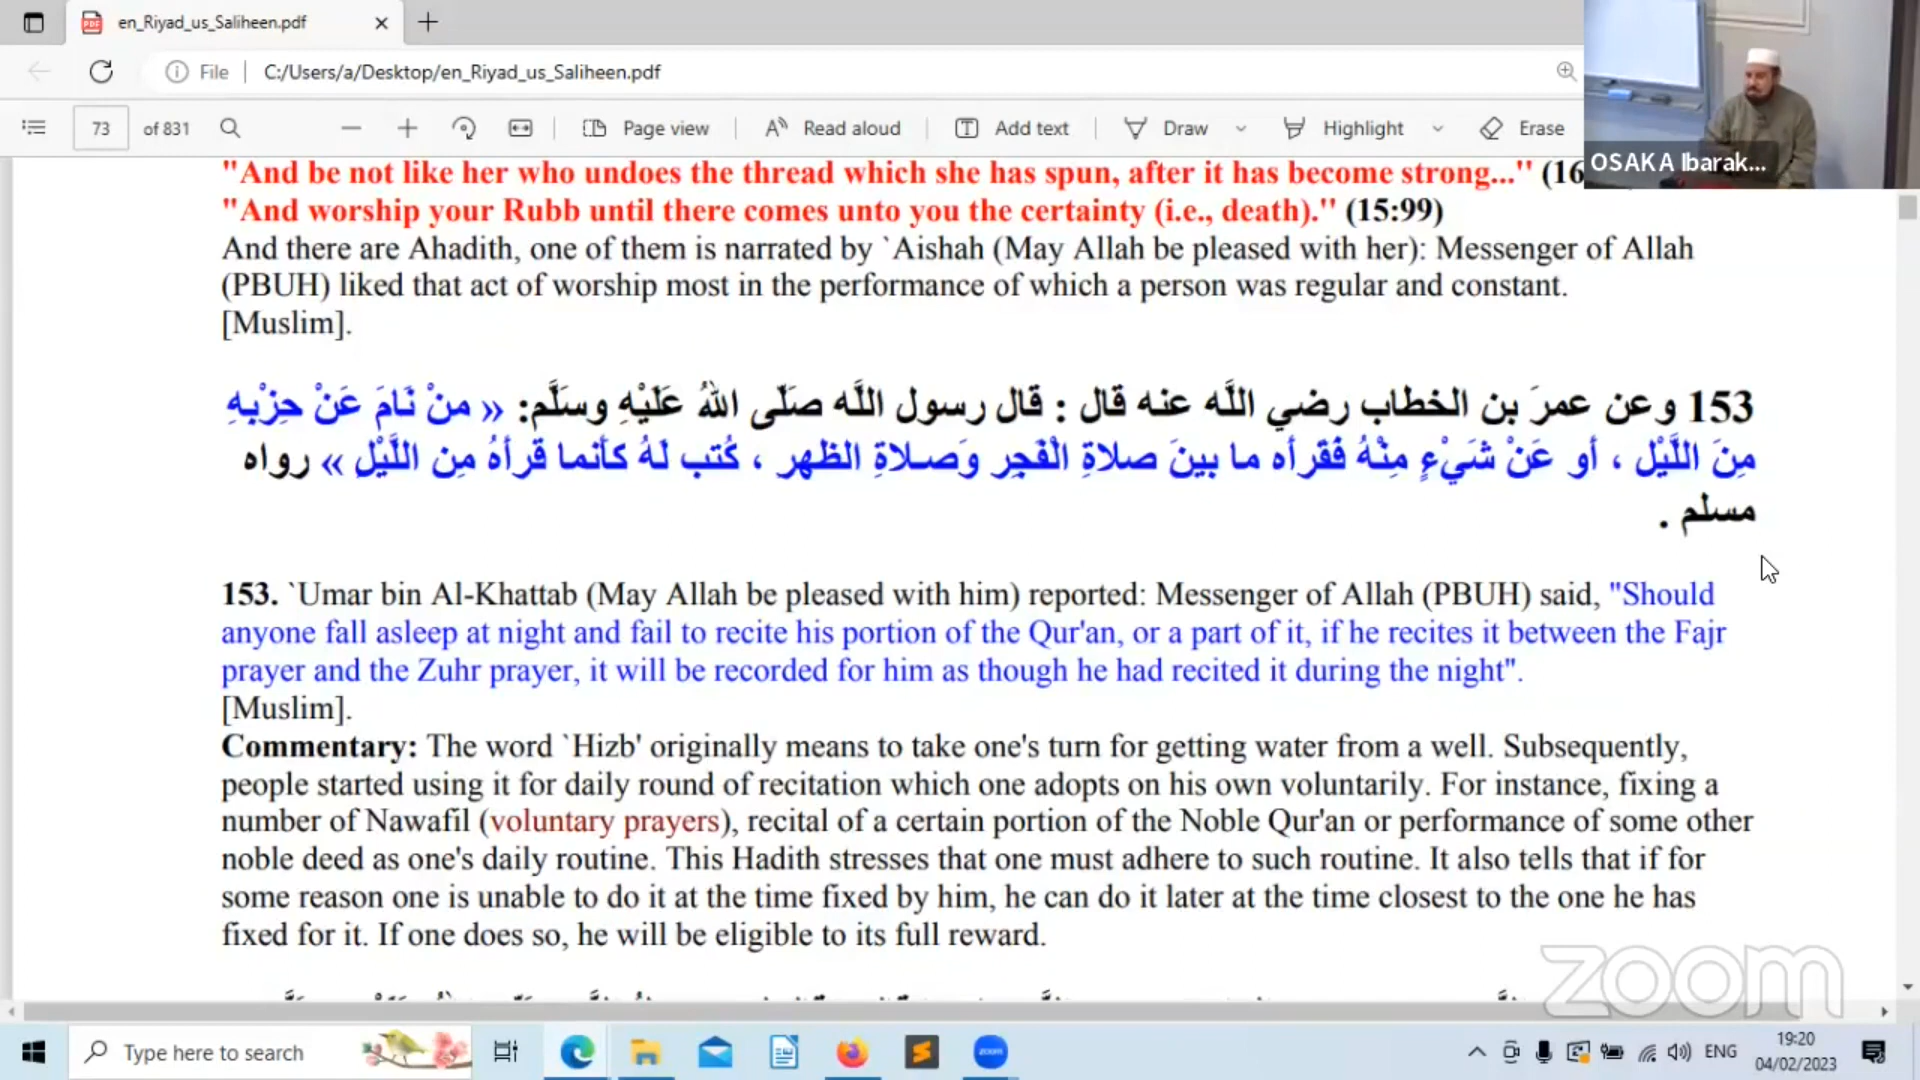 en_Riyad_us_Saliheen.pdf
File
C:/Users/a/Desktop/en_Riyad_us_Saliheen.pdf
73 of 831
Page view
Read aloud
Add text
Draw
Highlight
Erase
OSAKA Ibarak...
"And be not like her who undoes the thread which she has spun, after it has become strong..." (16
"And worship your Rubb until there comes unto you the certainty (i.e., death)." (15:99)
And there are Ahadith, one of them is narrated by `Aishah (May Allah be pleased with her): Messenger of Allah
(PBUH) liked that act of worship most in the performance of which a person was regular and constant.
[Muslim].
153 وعن عمرَ بن الخطاب رضي اللَّه عنه قال : قال رسول اللَّه صَلّى اللهُ عَلَيْهِ وسَلَّم: « منْ نَامَ عَنْ حِزْبِهِ
مِنَ اللَّيْل ، أو عَنْ شَيْءٍ مِنْهُ فَقَرأه ما بينَ صلاةِ الْفَجِر وَصـلاةِ الظهر ، كُتب لَهُ كأنما قرأهُ مِن اللَّيْلِ » رواه
مسلم .
153. `Umar bin Al-Khattab (May Allah be pleased with him) reported: Messenger of Allah (PBUH) said, "Should
anyone fall asleep at night and fail to recite his portion of the Qur'an, or a part of it, if he recites it between the Fajr
prayer and the Zuhr prayer, it will be recorded for him as though he had recited it during the night".
[Muslim].
Commentary: The word `Hizb' originally means to take one's turn for getting water from a well. Subsequently,
people started using it for daily round of recitation which one adopts on his own voluntarily. For instance, fixing a
number of Nawafil (voluntary prayers), recital of a certain portion of the Noble Qur'an or performance of some other
noble deed as one's daily routine. This Hadith stresses that one must adhere to such routine. It also tells that if for
some reason one is unable to do it at the time fixed by him, he can do it later at the time closest to the one he has
fixed for it. If one does so, he will be eligible to its full reward.
zoom
Type here to search
zoom
ENG
19:20
04/02/2023